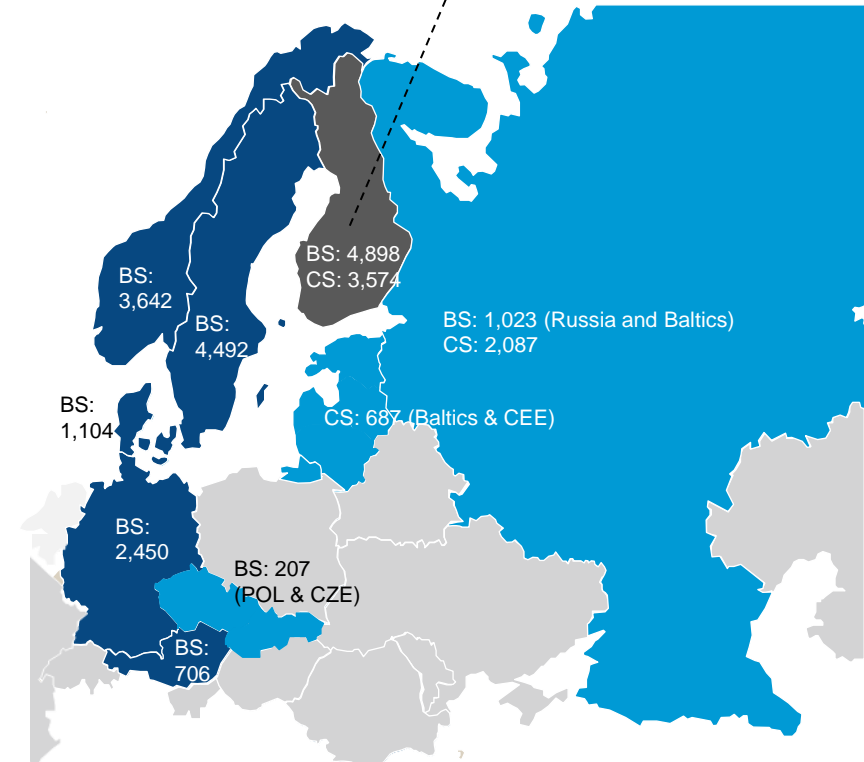 BS: 4,898
CS: 3,574
BS:
3,642
BS:
4,492
BS: 1,023 (Russia and Baltics)
CS: 2,087
BS:
1,104
CS: 687 (Baltics & CEE)
BS:
2,450
BS: 207
(POL & CZE)
BS:
706